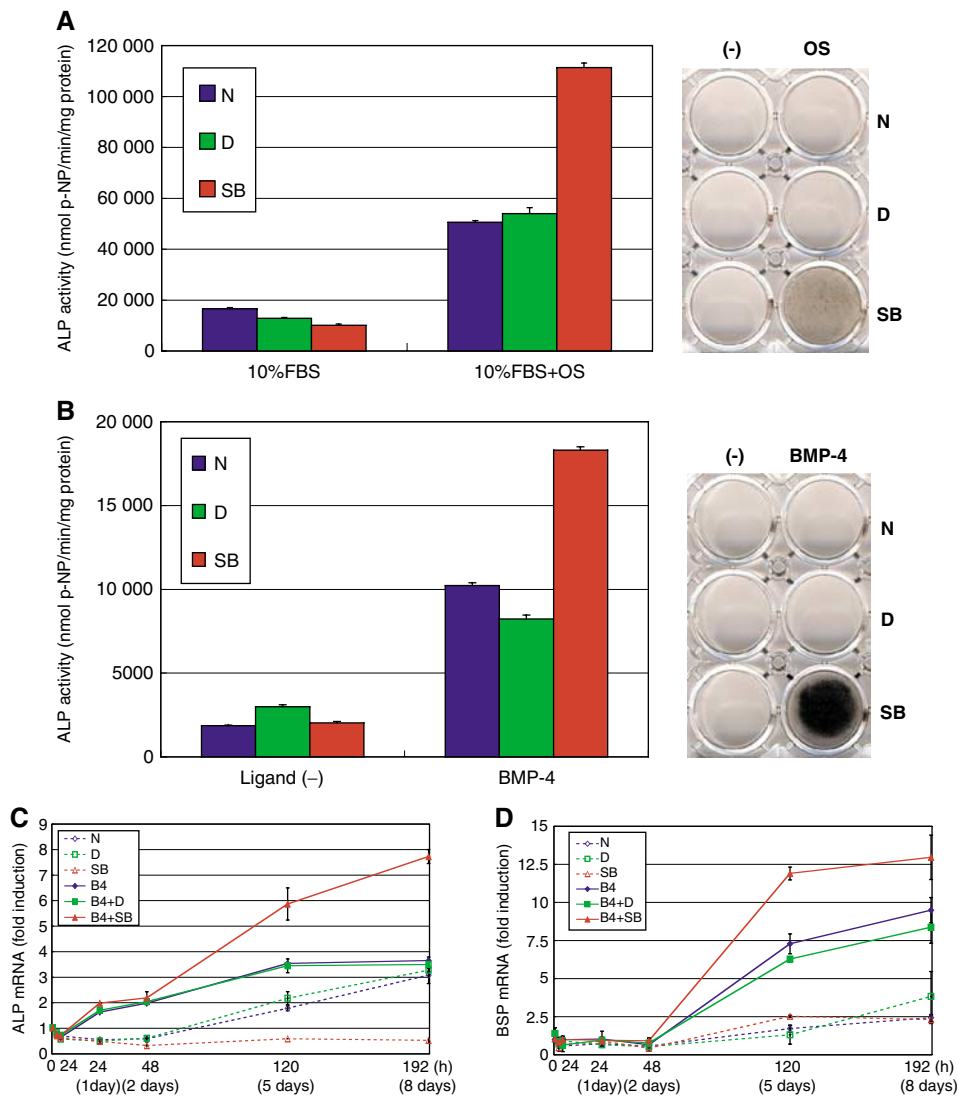 A
ALP activity (nmol p-NP/min/mg protein)
120 000
100 000
80 000
60 000
40 000
20 000
0
N
D
SB
10%FBS
10%FBS+OS
(-)
OS
N
D
SB
B
ALP activity (nmol p-NP/min/mg protein)
20 000
15 000
10 000
5000
0
N
D
SB
Ligand (–)
BMP-4
(-)
BMP-4
N
D
SB
C
ALP mRNA (fold induction)
9
8
7
6
5
4
3
2
1
0
N
D
SB
B4
B4+D
B4+SB
0 24 24 48 120 192 (h)
(1day)(2 days) (5 days) (8 days)
D
BSP mRNA (fold induction)
15
12.5
10
7.5
5
2.5
0
N
D
SB
B4
B4+D
B4+SB
0 24 24 48 120 192 (h)
(1day)(2 days) (5 days) (8 days)